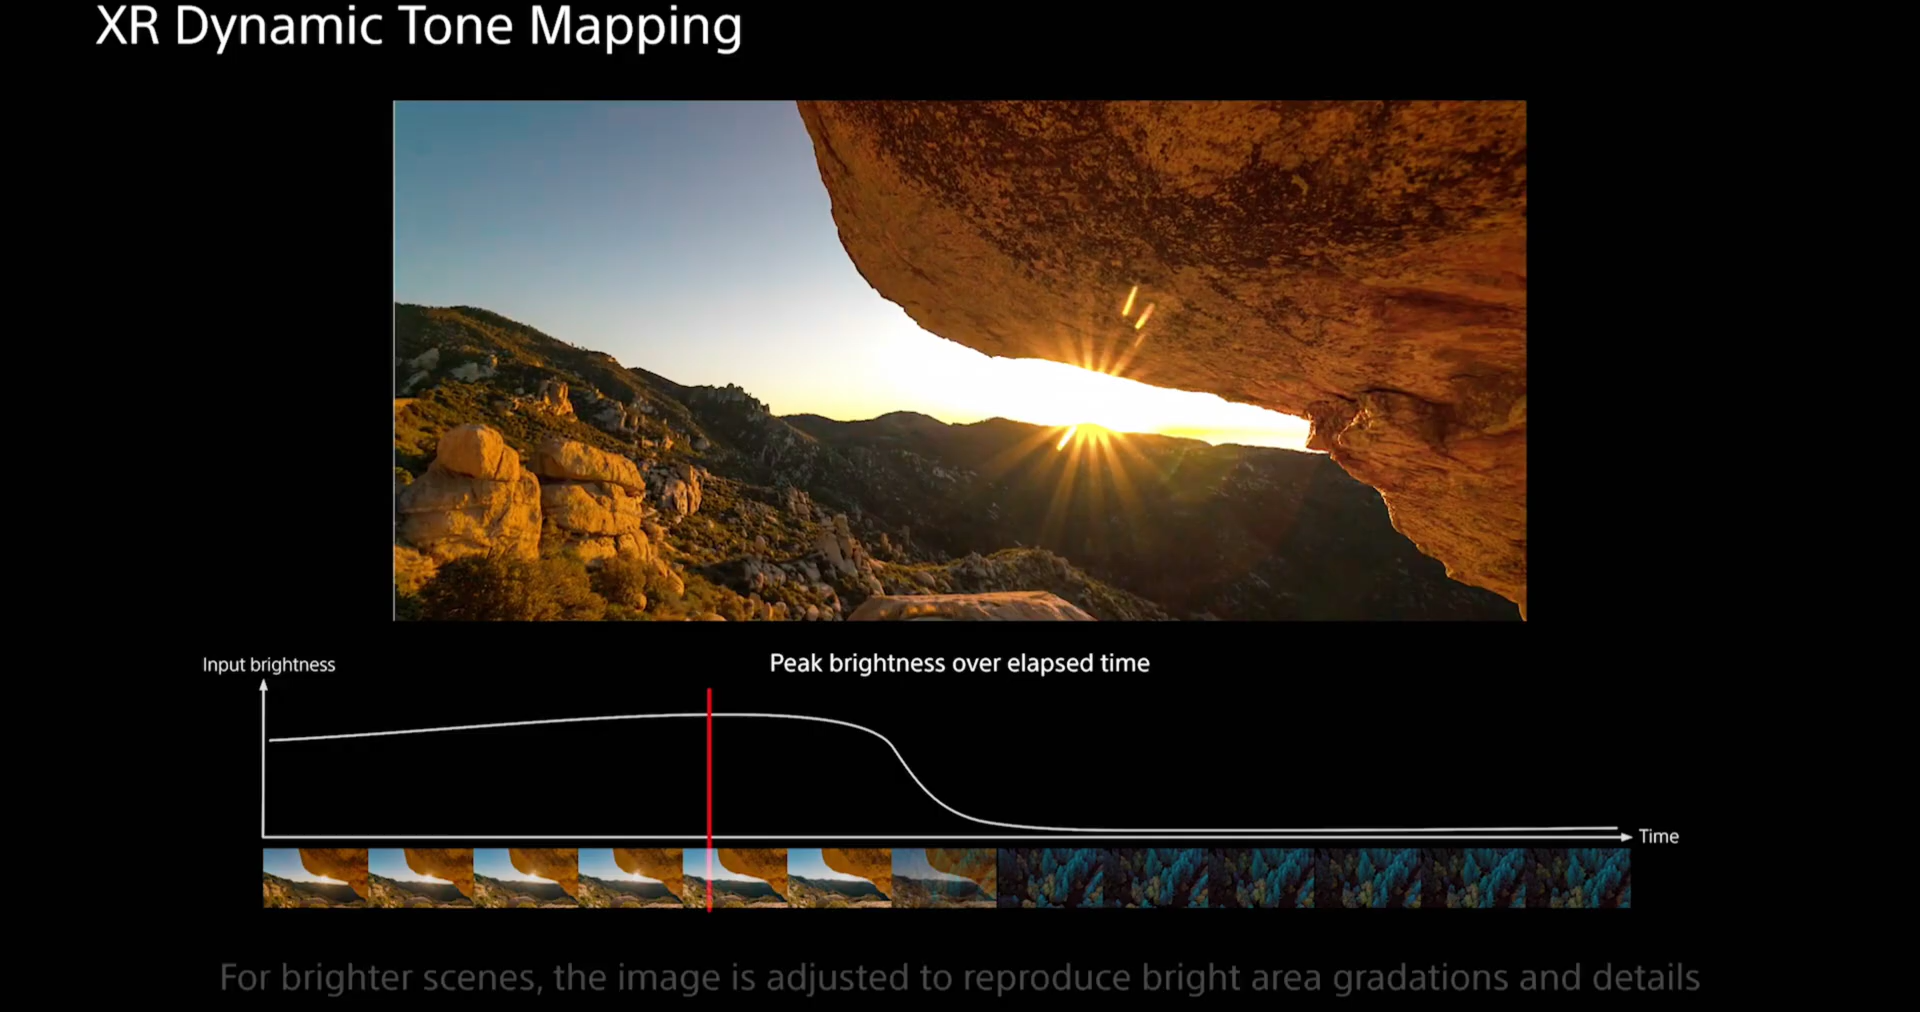 XR Dynamic Tone Mapping
Input brightness
Peak brightness over elapsed time
Time
For brighter scenes, the image is adjusted to reproduce bright area gradations and details